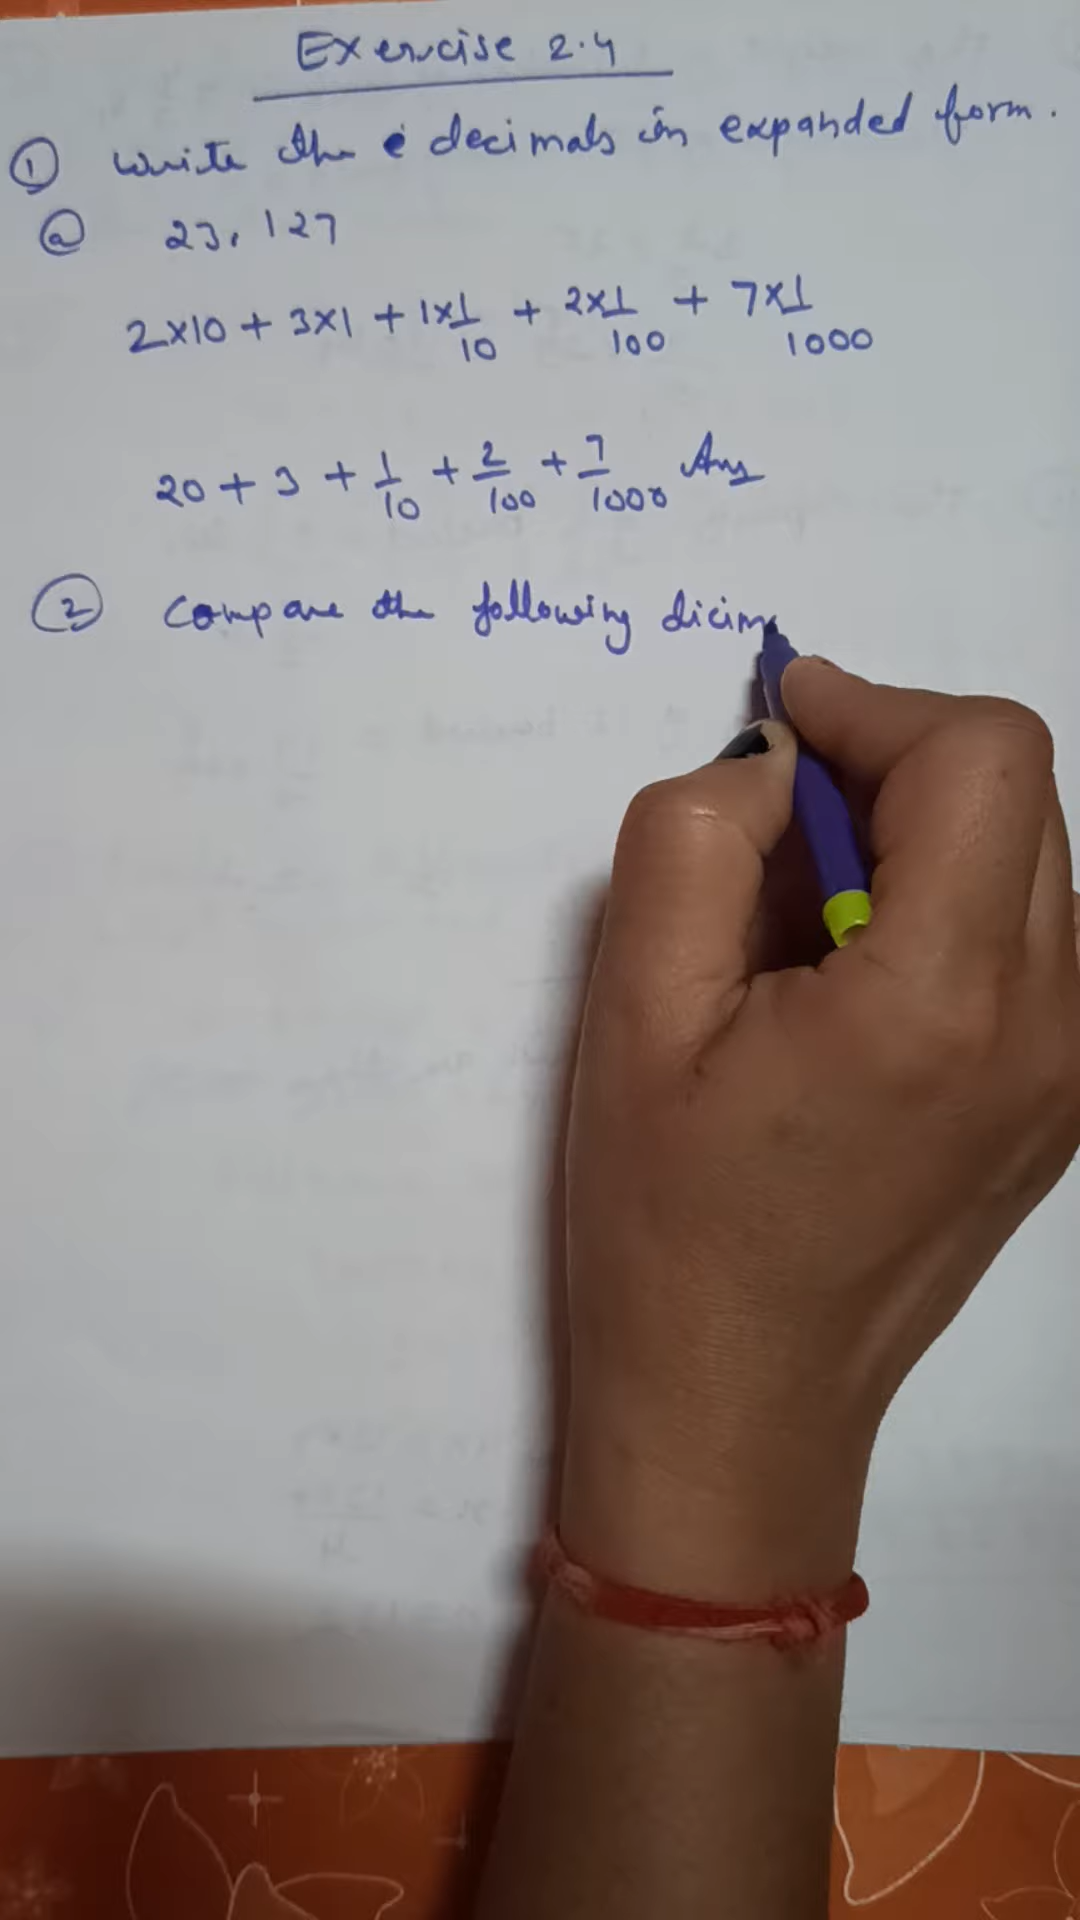 Exercise 2.4
① Write the e decimals in expanded form.
ⓐ 23.127
2×10 + 3×1 + 1×1/10 + 2×1/100 + 7×1/1000
20 + 3 + 1/10 + 2/100 + 7/1000 Ans
② Compare the following dicim